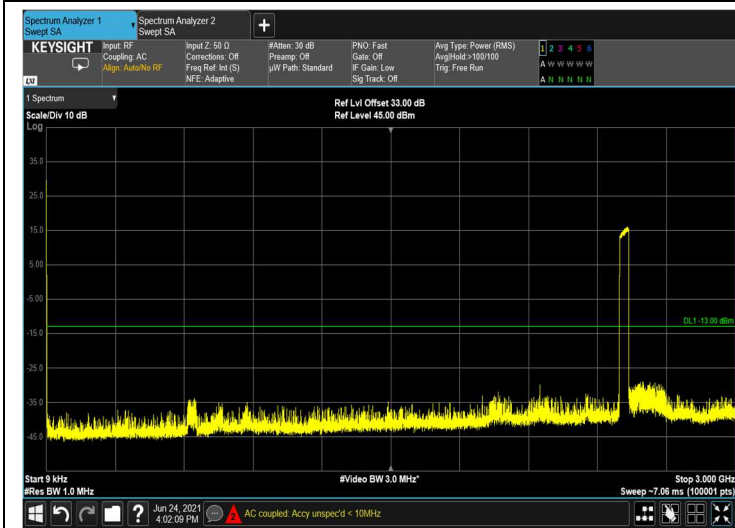 Spectrum Analyzer 1
Swept SA
Spectrum Analyzer 2
Swept SA
+
KEYSIGHT
LXI
Input: RF
Coupling: AC
Align: Auto/No RF
Input Z: 50 Ω
Corrections: Off
Freq Ref: Int (S)
NFE: Adaptive
#Atten: 30 dB
Preamp: Off
µW Path: Standard
PNO: Fast
Gate: Off
IF Gain: Low
Sig Track: Off
Avg Type: Power (RMS)
Avg|Hold:>100/100
Trig: Free Run
1 2 3 4 5 6
A W W W W W
A N N N N N
1 Spectrum
Scale/Div 10 dB
Ref Lvl Offset 33.00 dB
Ref Level 45.00 dBm
Log
35.0
25.0
15.0
5.00
-5.00
-15.0
-25.0
-35.0
-45.0
DL1 -13.00 dBm
Start 9 kHz
#Video BW 3.0 MHz*
Stop 3.000 GHz
#Res BW 1.0 MHz
Sweep ~7.06 ms (100001 pts)
?
Jun 24, 2021
4:02:09 PM
2
AC coupled: Accy unspec'd < 10MHz